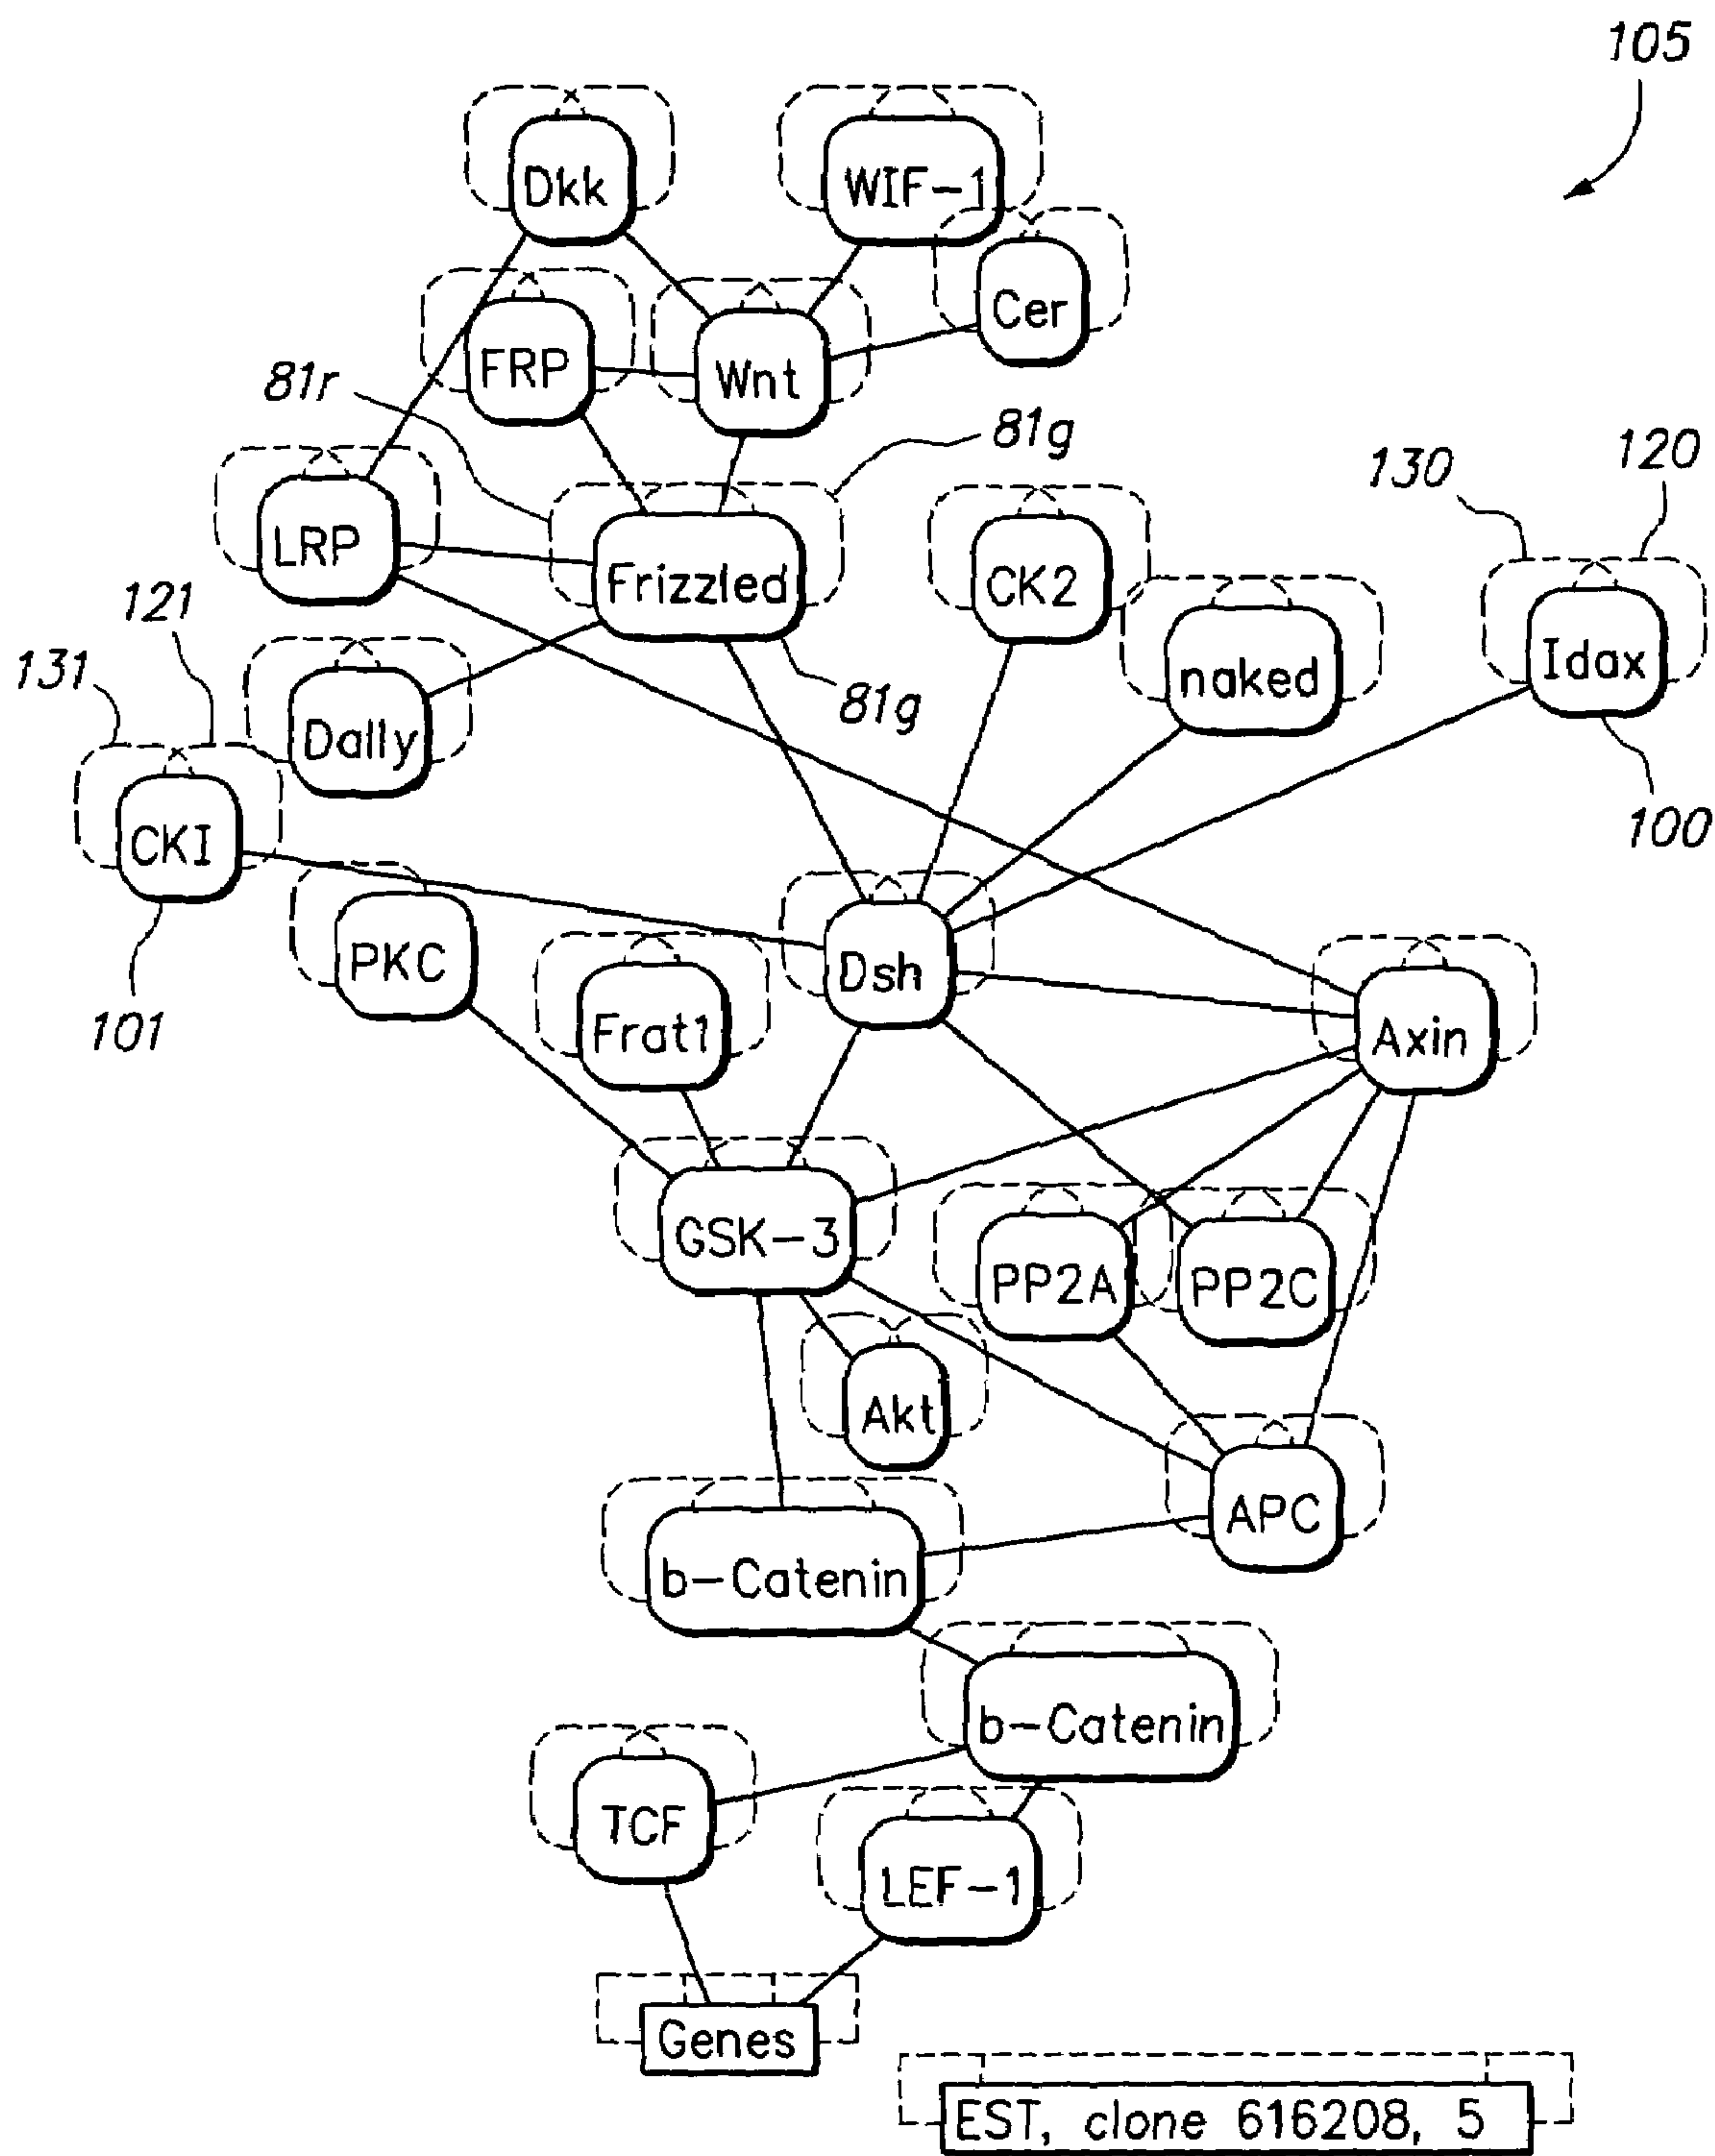 105
Dkk
WIF-1
Cer
FRP
Wnt
81r
81g
LRP
Frizzled
CK2
130
120
121
131
naked
Idax
Dally
81g
100
CKI
PKC
Dsh
101
Frat1
Axin
GSK-3
PP2A
PP2C
Akt
APC
b-Catenin
b-Catenin
TCF
LEF-1
Genes
EST, clone 616208, 5